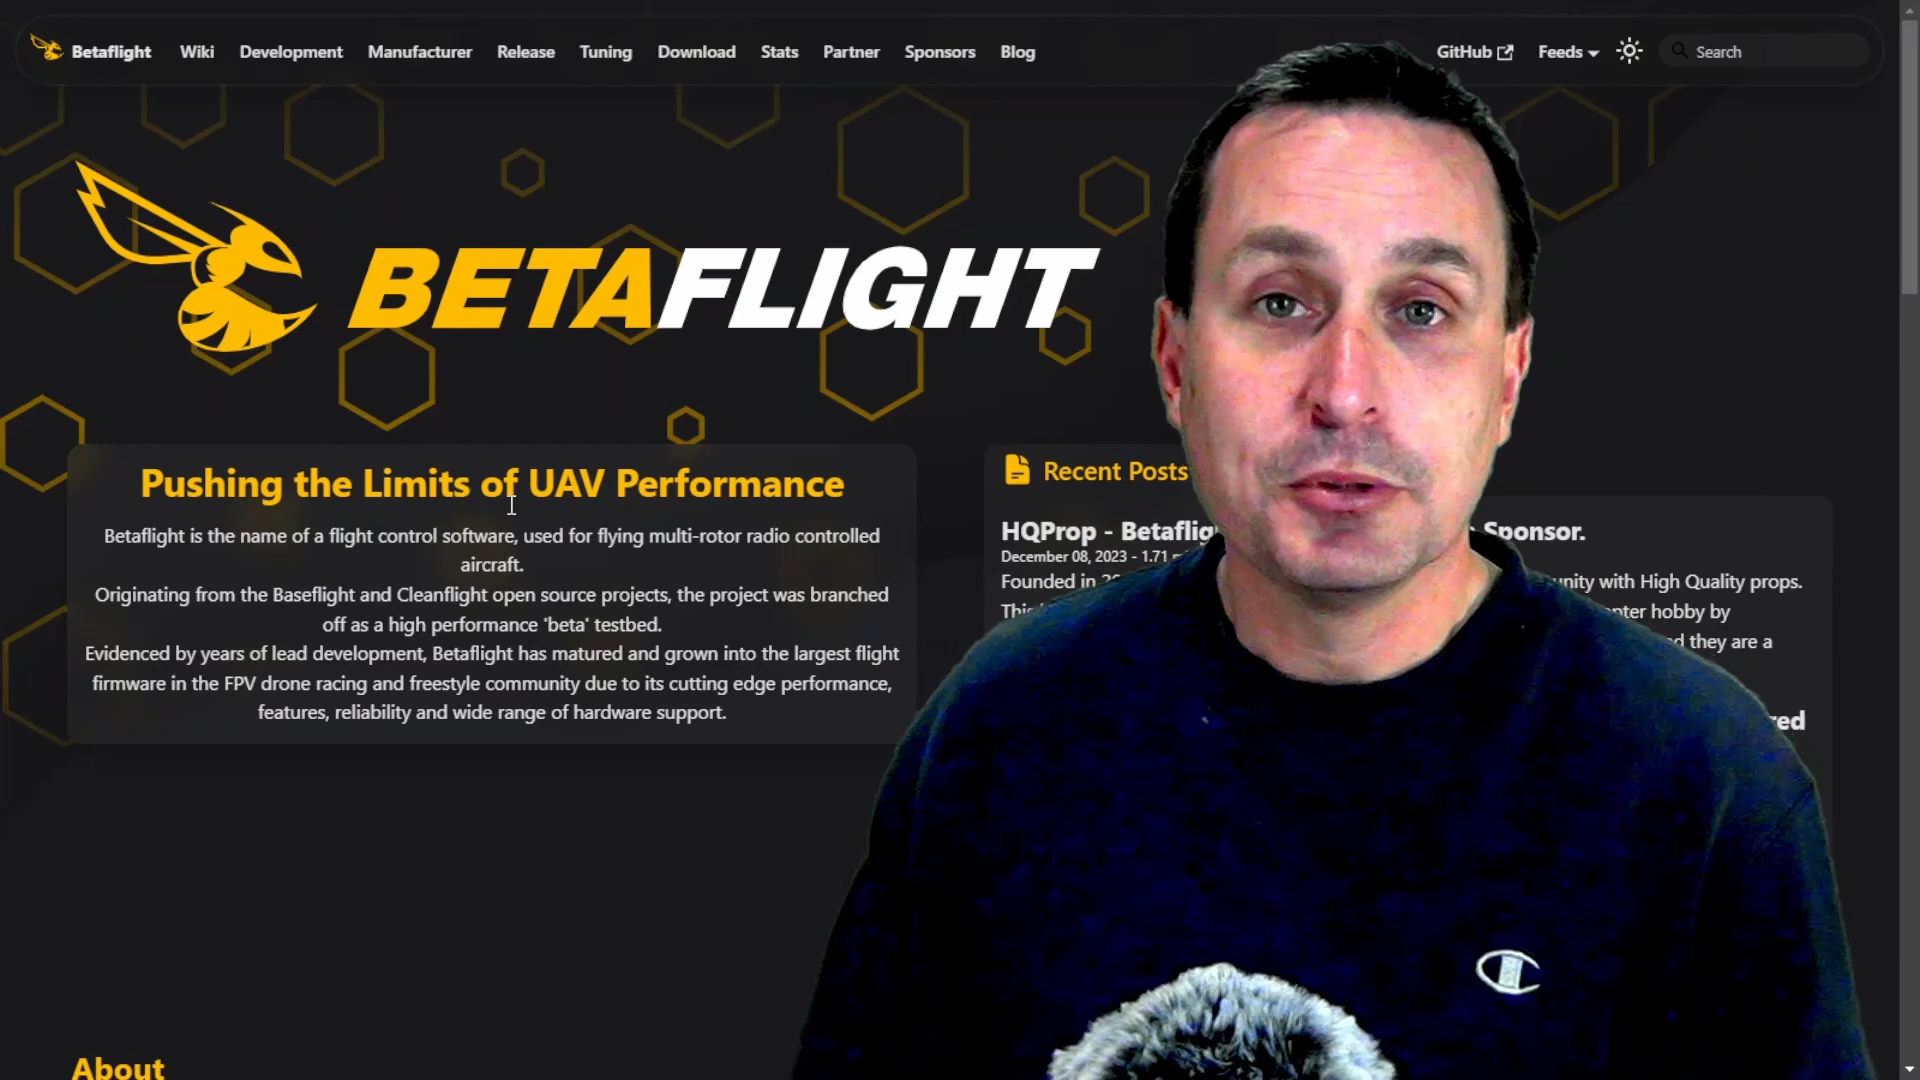 Betaflight Wiki Development Manufacturer Release Tuning Download Stats Partner Sponsors Blog GitHub Feeds Search
BETAFLIGHT
Pushing the Limits of UAV Performance
Betaflight is the name of a flight control software, used for flying multi-rotor radio controlled
aircraft.
Originating from the Baseflight and Cleanflight open source projects, the project was branched
off as a high performance 'beta' testbed.
Evidenced by years of lead development, Betaflight has matured and grown into the largest flight
firmware in the FPV drone racing and freestyle community due to its cutting edge performance,
features, reliability and wide range of hardware support.
Recent Posts
HQProp - Sponsor.
December 08, 2023 - 1.71
Founded in with High Quality props.
hobby by
they are a
About